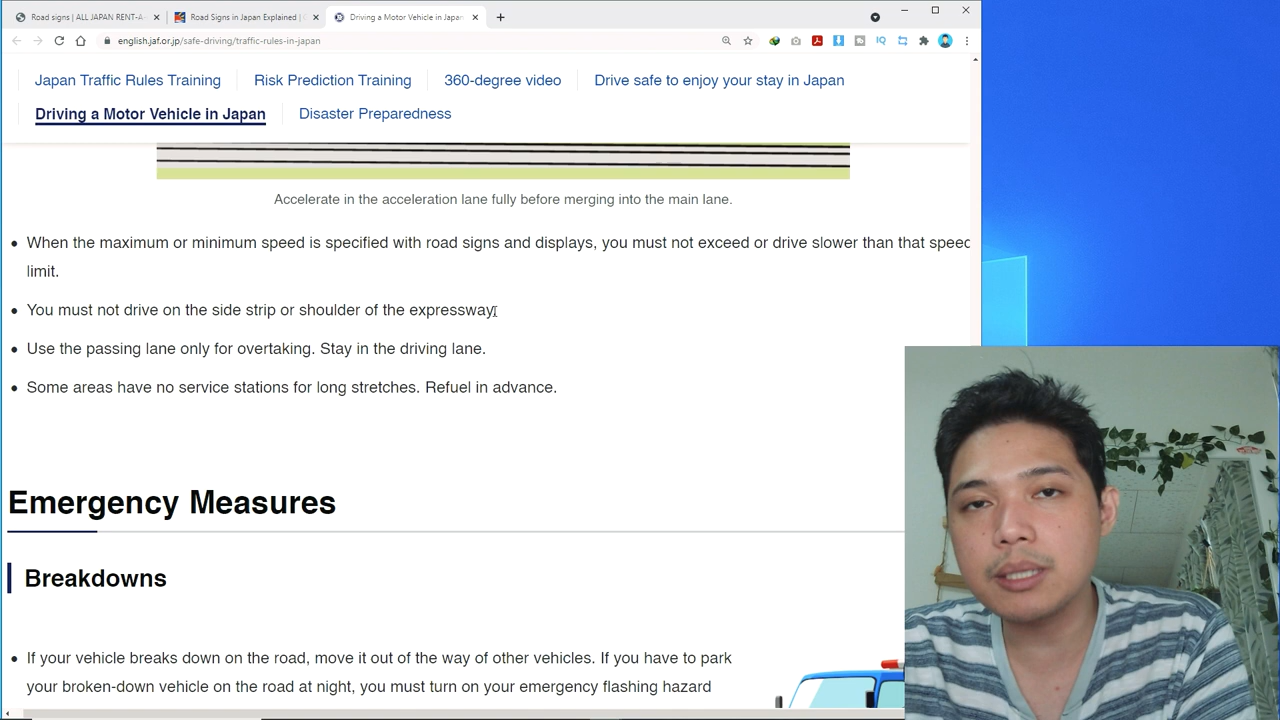 Road signs | ALL JAPAN RENT-A-
Road Signs in Japan Explained |
Driving a Motor Vehicle in Japan
english.jaf.or.jp/safe-driving/traffic-rules-in-japan
Japan Traffic Rules Training
Risk Prediction Training
360-degree video
Drive safe to enjoy your stay in Japan
Driving a Motor Vehicle in Japan
Disaster Preparedness
Accelerate in the acceleration lane fully before merging into the main lane.
When the maximum or minimum speed is specified with road signs and displays, you must not exceed or drive slower than that speed
limit.
You must not drive on the side strip or shoulder of the expressway.
Use the passing lane only for overtaking. Stay in the driving lane.
Some areas have no service stations for long stretches. Refuel in advance.
Emergency Measures
Breakdowns
If your vehicle breaks down on the road, move it out of the way of other vehicles. If you have to park
your broken-down vehicle on the road at night, you must turn on your emergency flashing hazard